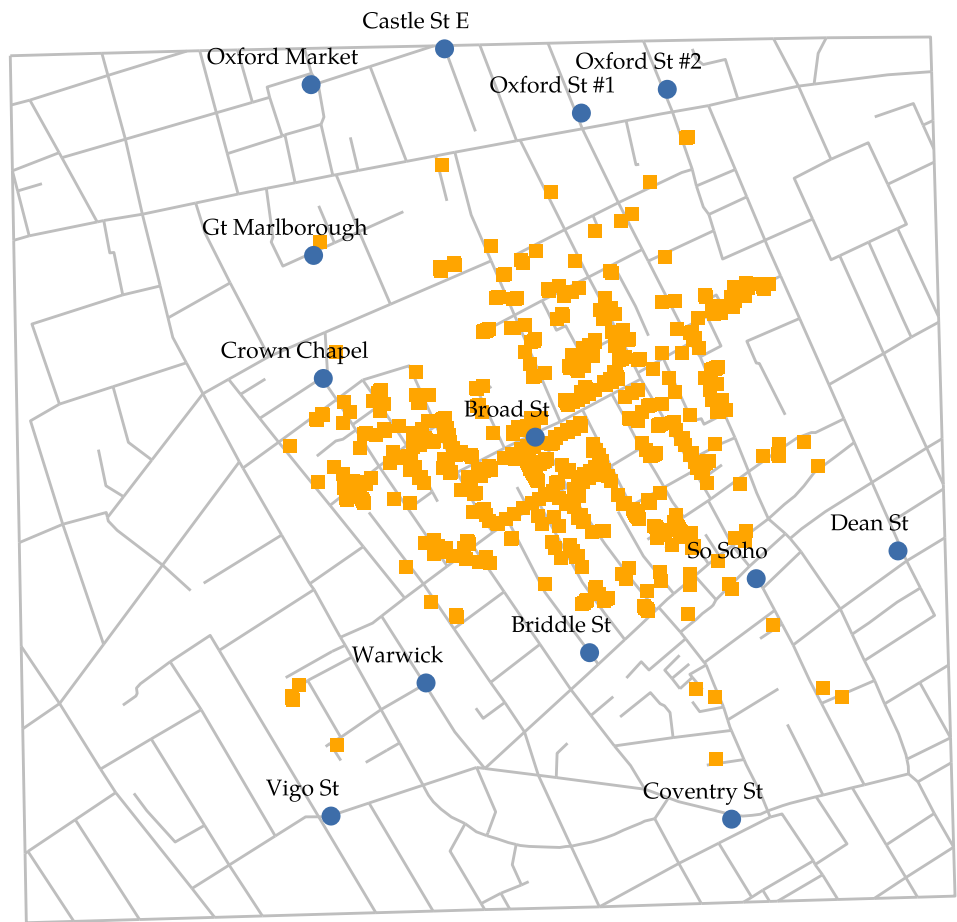 Castle St E
Oxford Market
Oxford St #2
Oxford St #1
Gt Marlborough
Crown Chapel
Broad St
Dean St
So Soho
Briddle St
Warwick
Vigo St
Coventry St